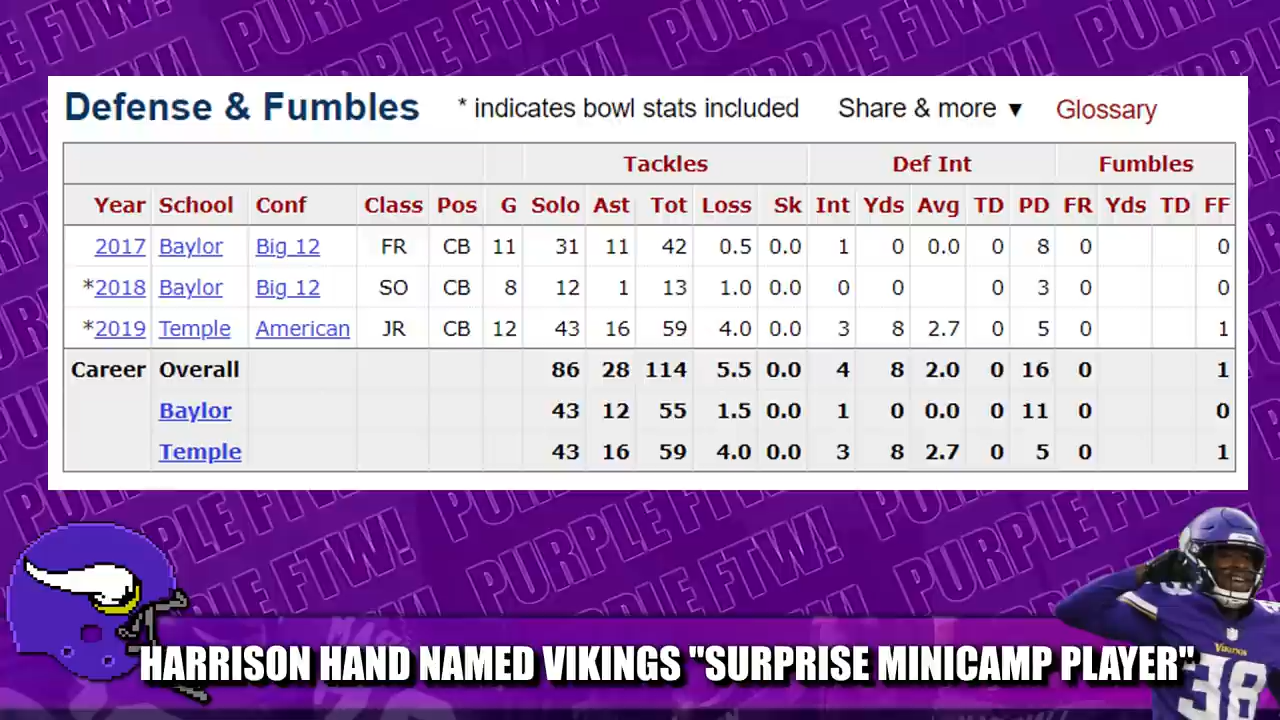 Defense & Fumbles * indicates bowl stats included Share & more ▼ Glossary
Tackles Def Int Fumbles
Year School Conf Class Pos G Solo Ast Tot Loss Sk Int Yds Avg TD PD FR Yds TD FF
2017 Baylor Big 12 FR CB 11 31 11 42 0.5 0.0 1 0 0.0 0 8 0 0
*2018 Baylor Big 12 SO CB 8 12 1 13 1.0 0.0 0 0 0 3 0 0
*2019 Temple American JR CB 12 43 16 59 4.0 0.0 3 8 2.7 0 5 0 1
Career Overall 86 28 114 5.5 0.0 4 8 2.0 0 16 0 1
Baylor 43 12 55 1.5 0.0 1 0 0.0 0 11 0 0
Temple 43 16 59 4.0 0.0 3 8 2.7 0 5 0 1
PURPLE FTW!
HARRISON HAND NAMED VIKINGS "SURPRISE MINICAMP PLAYER"
VIKINGS
38